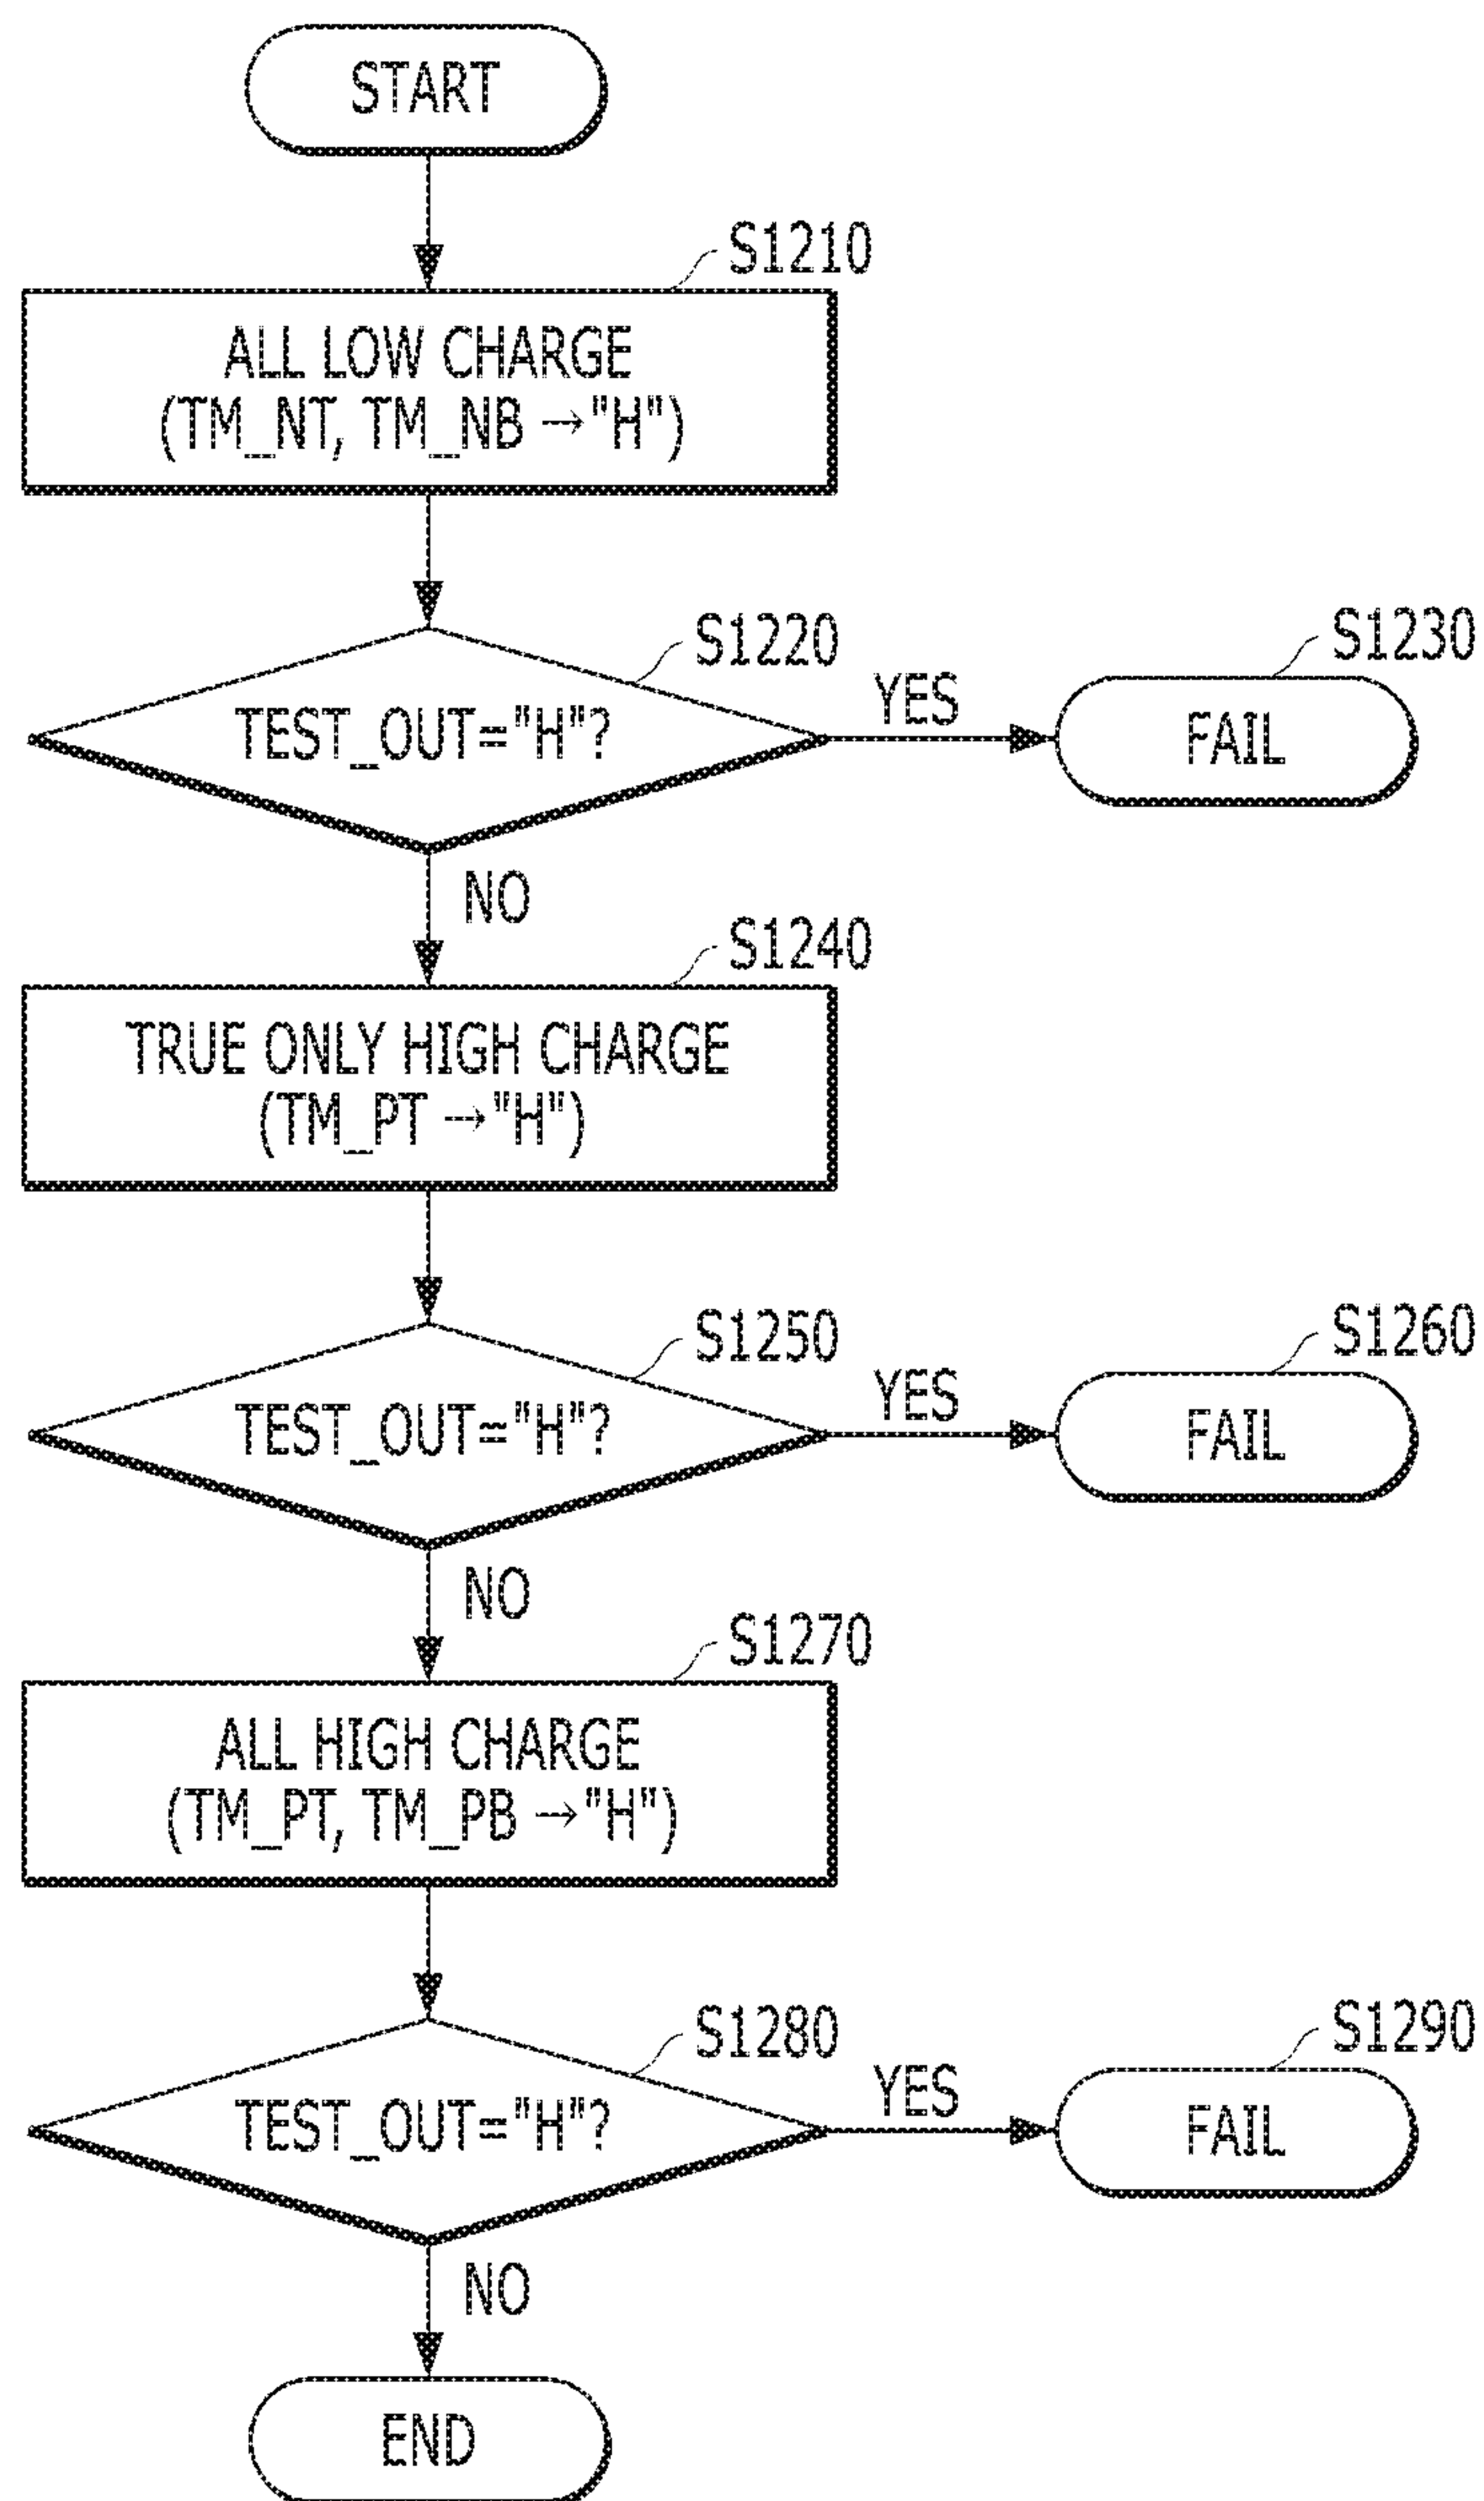 START
S1210
ALL LOW CHARGE
(TM_NT, TM_NB →"H")
S1220
S1230
TEST_OUT="H"?
YES
FAIL
NO
S1240
TRUE ONLY HIGH CHARGE
(TM_PT →"H")
S1250
S1260
TEST_OUT="H"?
YES
FAIL
NO
S1270
ALL HIGH CHARGE
(TM_PT, TM_PB →"H")
S1280
S1290
TEST_OUT="H"?
YES
FAIL
NO
END